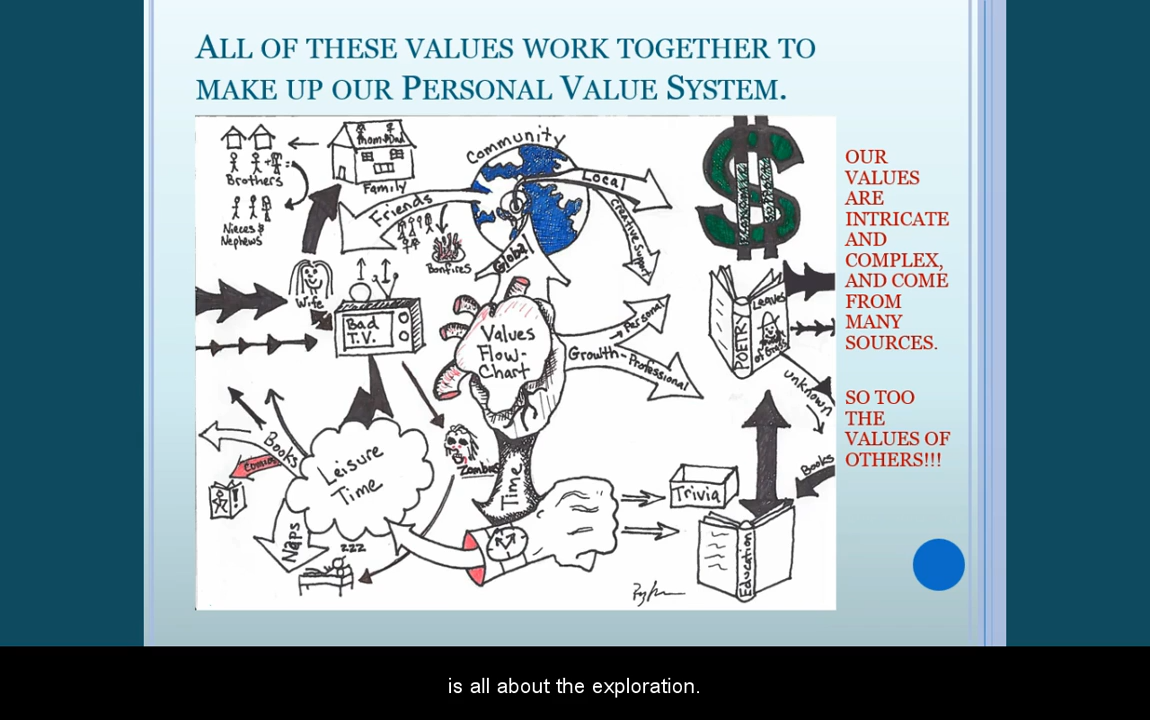 ALL OF THESE VALUES WORK TOGETHER TO
MAKE UP OUR PERSONAL VALUE SYSTEM.
Mom & Dad
Family
Brothers
Nieces &
Nephews
Wife
Community
Local
Creative Support
Global
Friends
Bonfires
Bad
T.V.
Values
Flow-
Chart
Personal
Growth-Professional
POETRY
Leaves
of Grass
unknown
Books
Comics
Leisure
Time
Naps
zzz
Zombies
Time
Trivia
Education
Books
OUR
VALUES
ARE
INTRICATE
AND
COMPLEX,
AND COME
FROM
MANY
SOURCES.
SO TOO
THE
VALUES OF
OTHERS!!!
is all about the exploration.